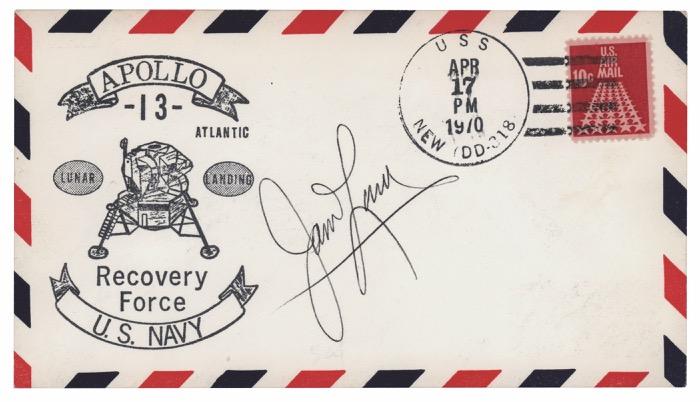 APOLLO
-13-
ATLANTIC
LUNAR LANDING
Recovery
Force
U.S. NAVY
USS
APR
17
PM
1970
NEW (DD-818)
U.S.
AIR
10c MAIL